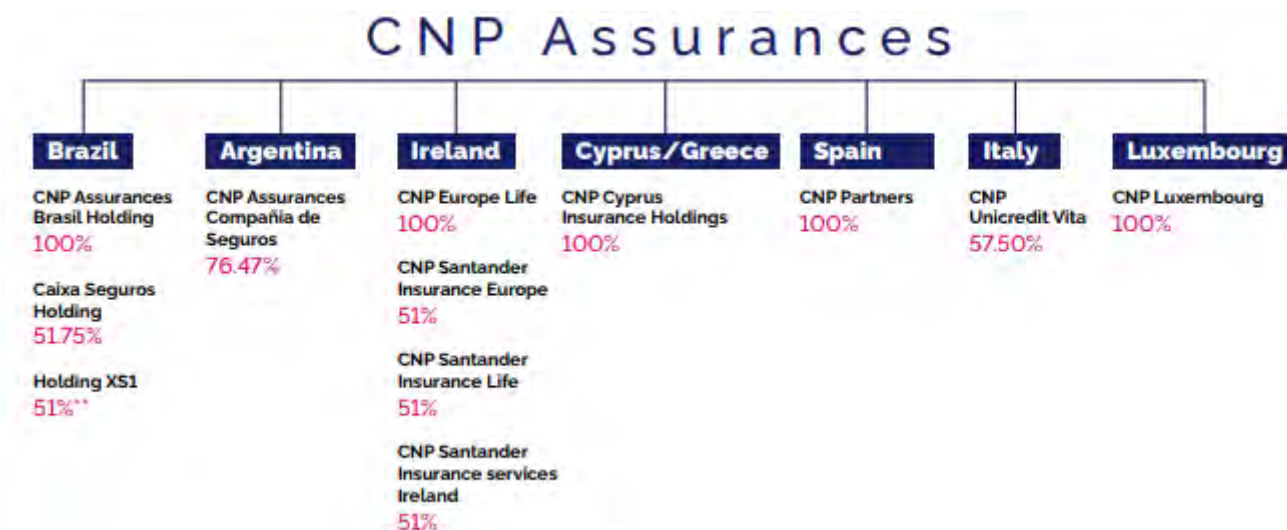 CNP Assurances
Brazil
CNP Assurances
Brasil Holding
100%
Caixa Seguros
Holding
51.75%
Holding XS1
51%**
Argentina
CNP Assurances
Compañia de
Seguros
76.47%
Ireland
CNP Europe Life
100%
CNP Santander
Insurance Europe
51%
CNP Santander
Insurance Life
51%
CNP Santander
Insurance services
Ireland
51%
Cyprus/Greece
CNP Cyprus
Insurance Holdings
100%
Spain
CNP Partners
100%
Italy
CNP
Unicredit Vita
57.50%
Luxembourg
CNP Luxembourg
100%